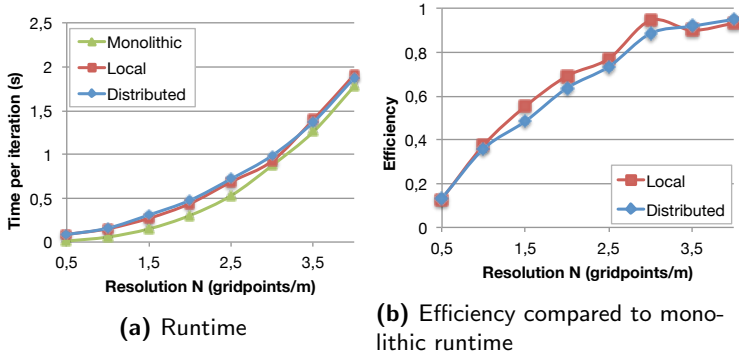 2,5
2
1,5
1
0,5
0
Time per iteration (s)
Monolithic
Local
Distributed
0,5
1,5
2,5
3,5
Resolution N (gridpoints/m)
(a) Runtime
1
0,8
0,6
0,4
0,2
0
Efficiency
Local
Distributed
0,5
1,5
2,5
3,5
Resolution N (gridpoints/m)
(b) Efficiency compared to mono-
lithic runtime